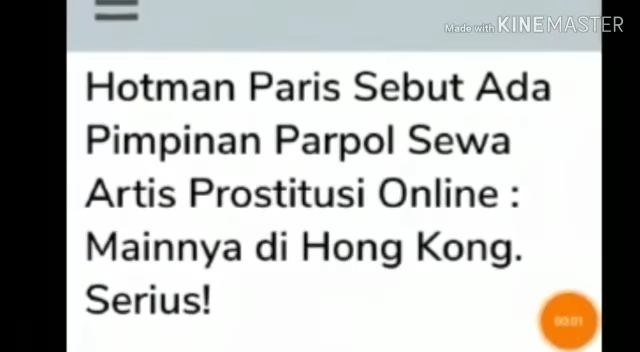 Made with KINEMASTER
Hotman Paris Sebut Ada
Pimpinan Parpol Sewa
Artis Prostitusi Online :
Mainnya di Hong Kong.
Serius!
00:01